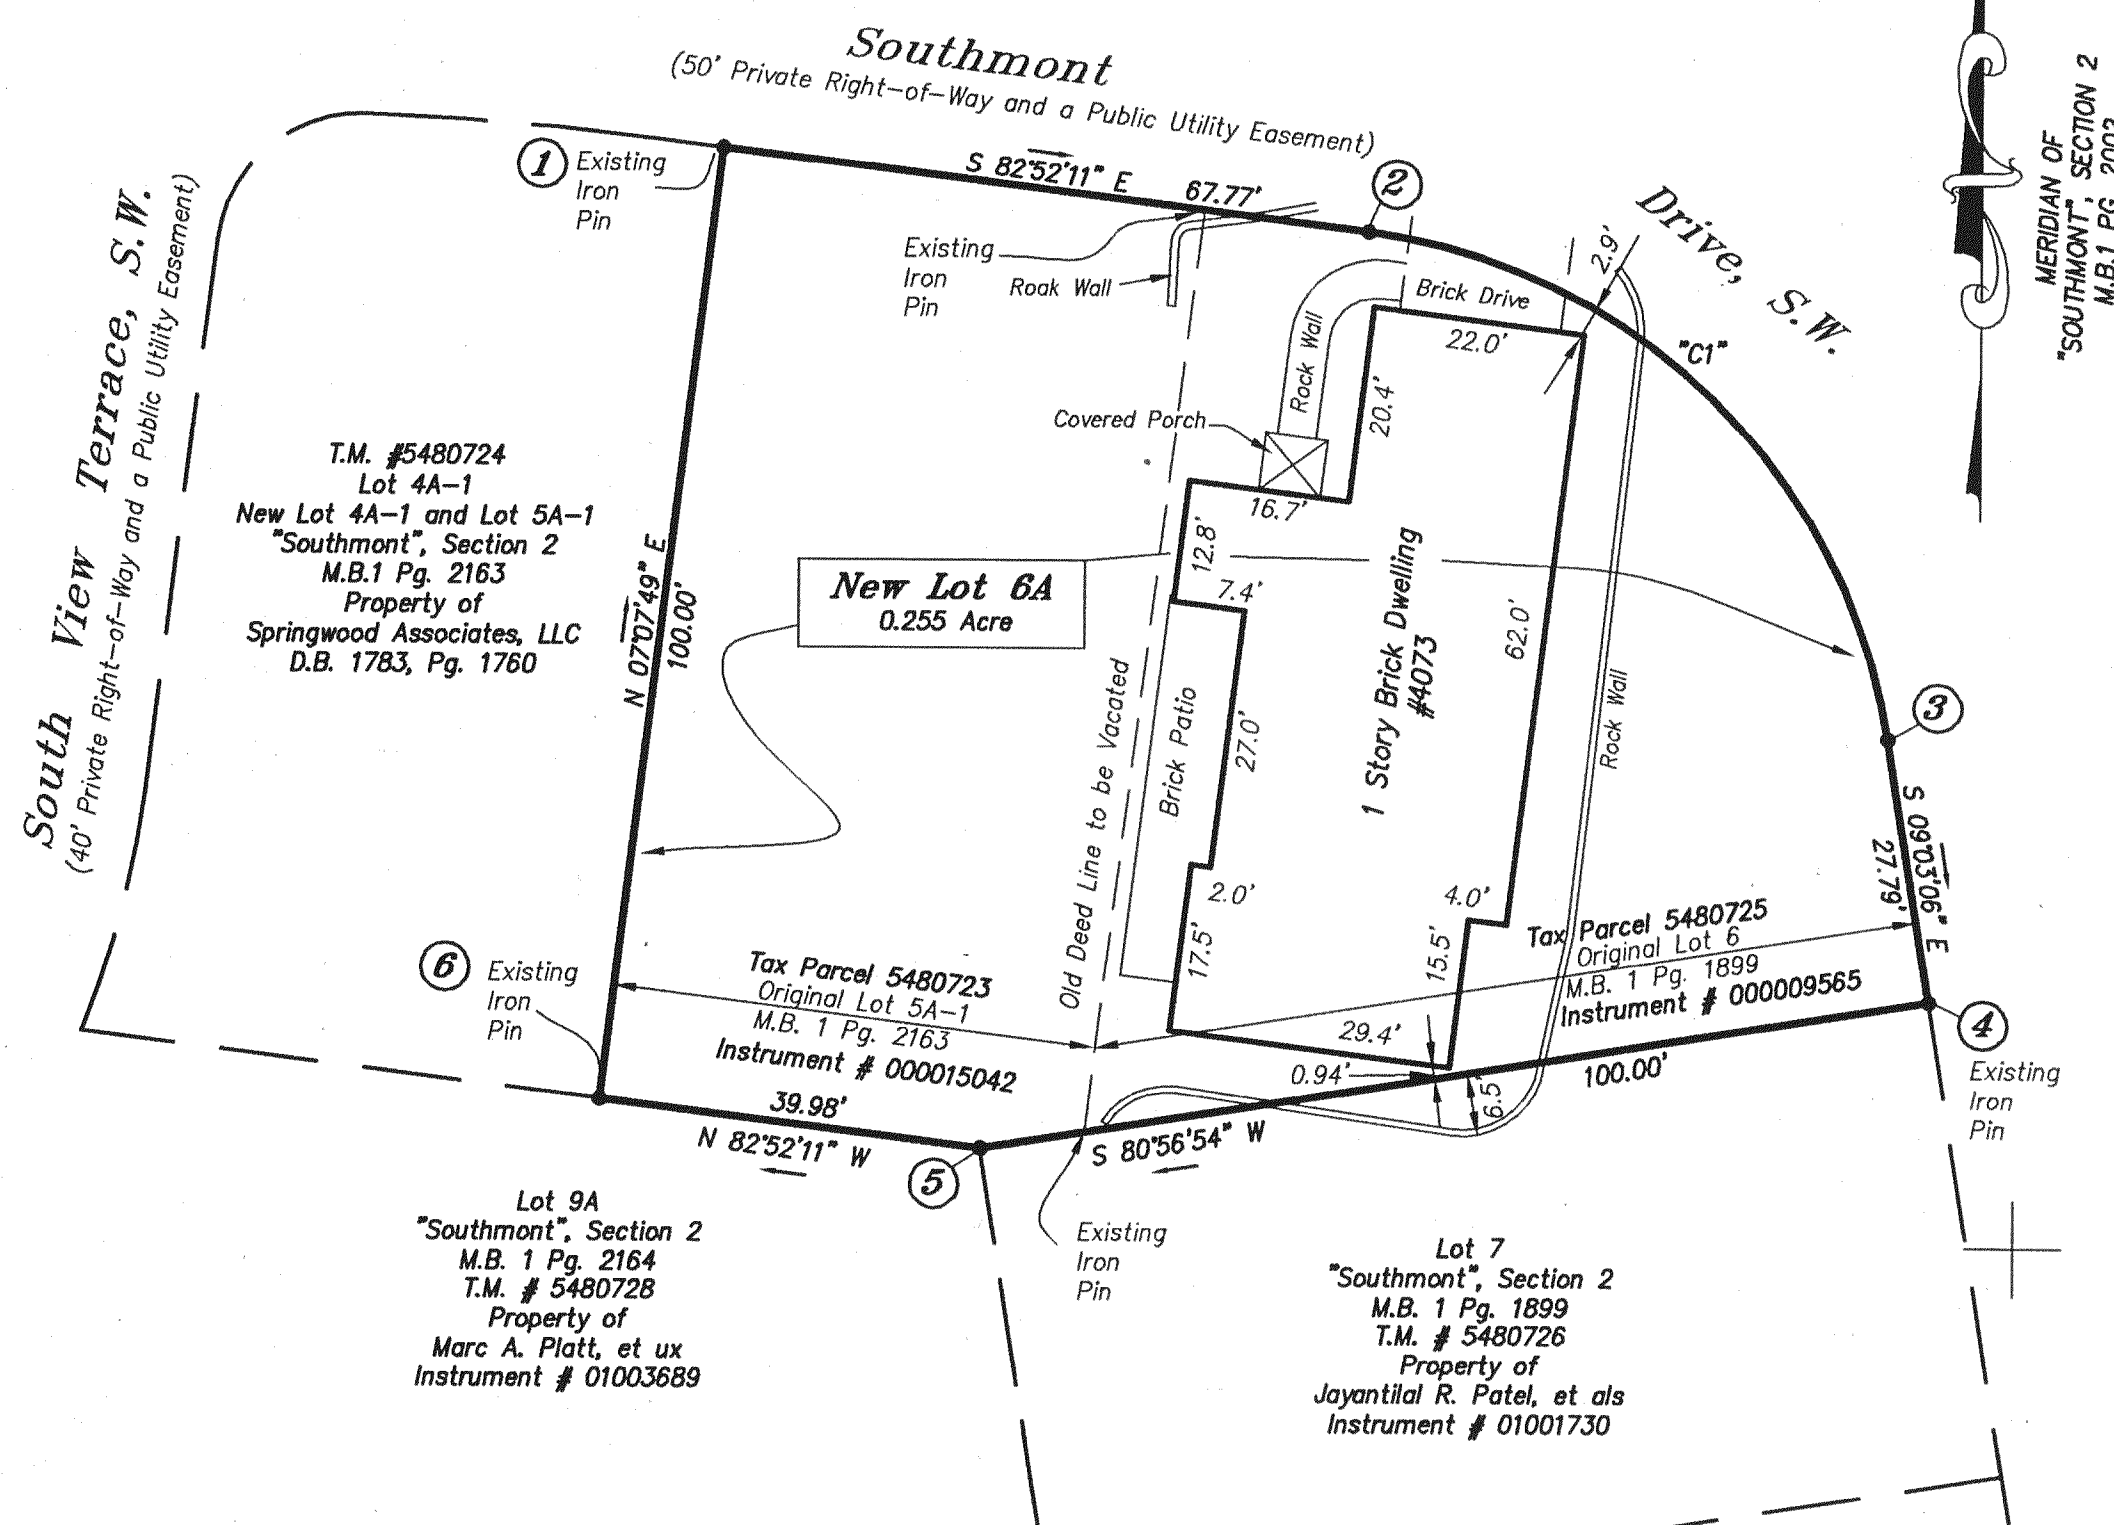 Southmont
(50' Private Right-of-Way and a Public Utility Easement)
Drive, S.W.
MERIDIAN OF
"SOUTHMONT", SECTION 2
M.B.1 PG. 2003
South View Terrace, S.W.
(40' Private Right-of-Way and a Public Utility Easement)
1
Existing
Iron
Pin
S 82°52'11" E
67.77'
2
Existing
Iron
Pin
Roak Wall
Brick Drive
2.9'
"C1"
22.0'
Rock Wall
20.4'
Covered Porch
16.7'
12.8'
7.4'
T.M. #5480724
Lot 4A-1
New Lot 4A-1 and Lot 5A-1
"Southmont", Section 2
M.B.1 Pg. 2163
Property of
Springwood Associates, LLC
D.B. 1783, Pg. 1760
N 07°07'49" E
100.00'
New Lot 6A
0.255 Acre
1 Story Brick Dwelling
#4073
62.0'
Rock Wall
3
Old Deed Line to be Vacated
Brick Patio
27.0'
2.0'
17.5'
4.0'
15.5'
29.4'
S 09°03'06" E
27.79'
Tax Parcel 5480725
Original Lot 6
M.B. 1 Pg. 1899
Instrument # 000009565
6
Existing
Iron
Pin
Tax Parcel 5480723
Original Lot 5A-1
M.B. 1 Pg. 2163
Instrument # 000015042
39.98'
N 82°52'11" W
5
0.94'
6.5'
100.00'
S 80°56'54" W
4
Existing
Iron
Pin
Existing
Iron
Pin
Lot 9A
"Southmont", Section 2
M.B. 1 Pg. 2164
T.M. # 5480728
Property of
Marc A. Platt, et ux
Instrument # 01003689
Lot 7
"Southmont", Section 2
M.B. 1 Pg. 1899
T.M. # 5480726
Property of
Jayantilal R. Patel, et als
Instrument # 01001730